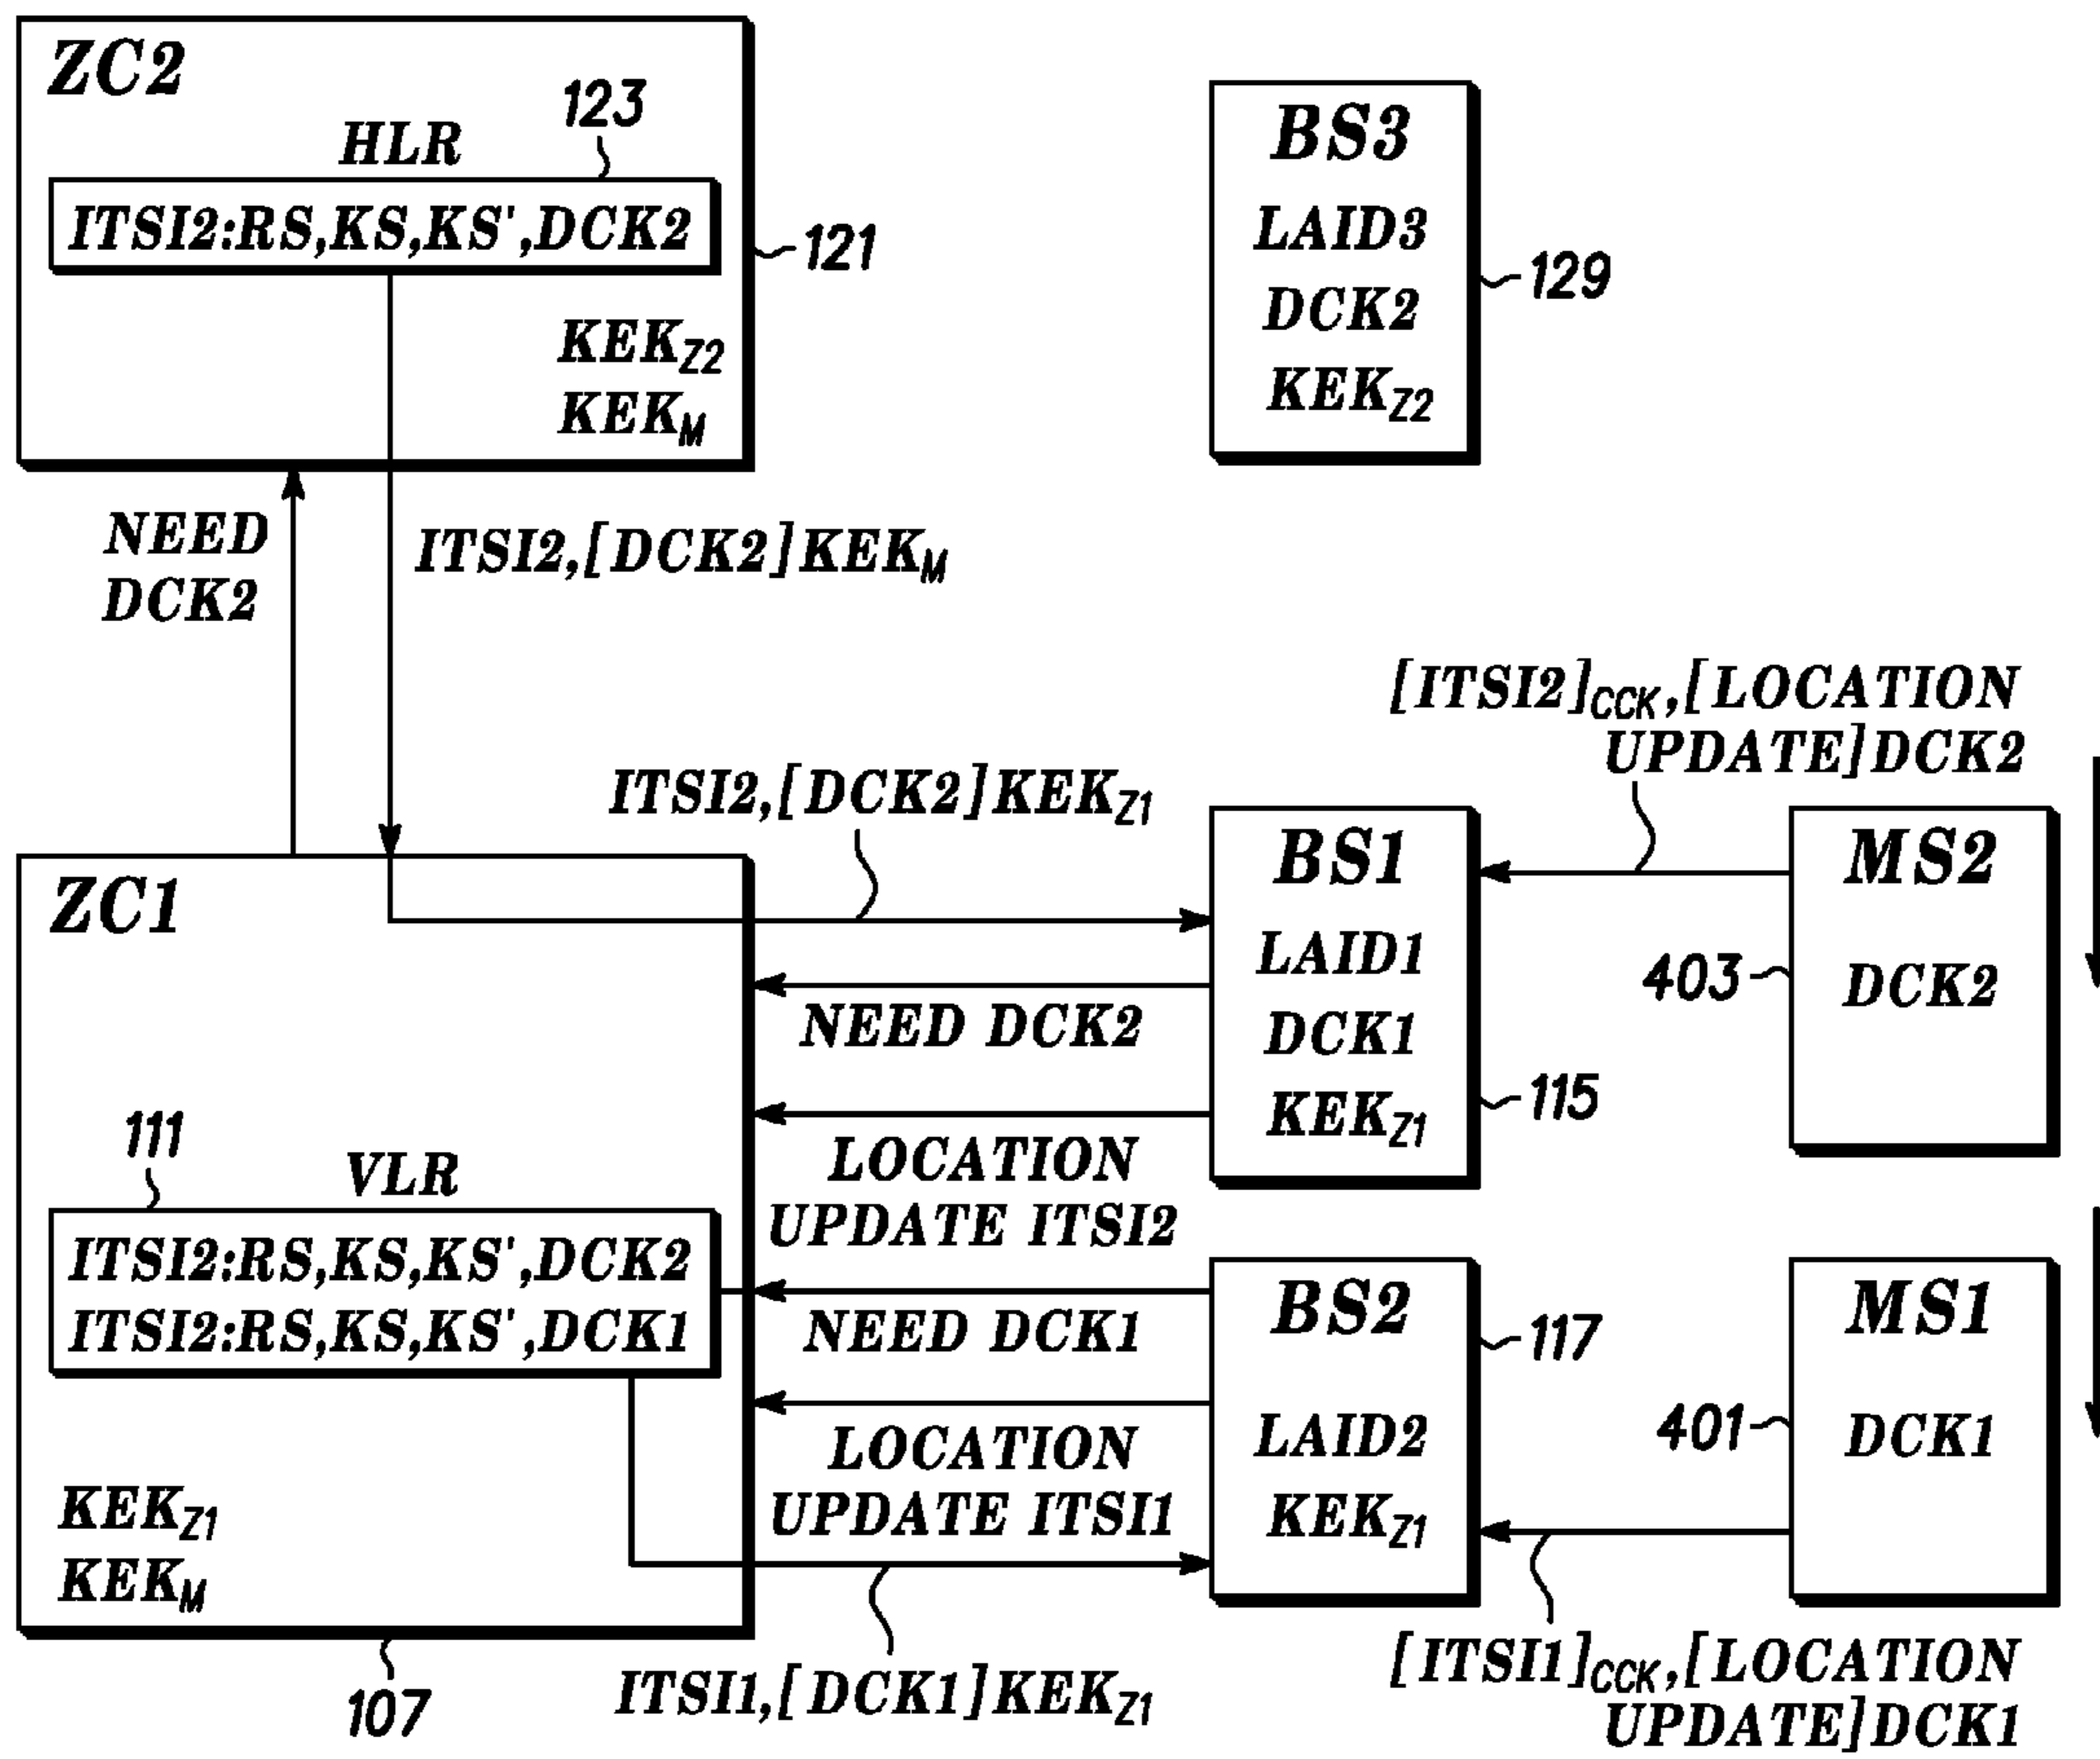 ZC2
HLR
123
ITSI2:RS,KS,KS',DCK2
121
KEKZ2
KEKM
BS3
LAID3
DCK2
KEKZ2
129
NEED
DCK2
ITSI2,[DCK2]KEKM
[ITSI2]CCK,[LOCATION
UPDATE]DCK2
ITSI2,[DCK2]KEKZ1
ZC1
BS1
LAID1
DCK1
KEKZ1
115
MS2
DCK2
403
NEED DCK2
LOCATION
UPDATE ITSI2
111
VLR
ITSI2:RS,KS,KS',DCK2
ITSI2:RS,KS,KS',DCK1
NEED DCK1
LOCATION
UPDATE ITSI1
BS2
LAID2
KEKZ1
117
MS1
DCK1
401
KEKZ1
KEKM
107
ITSI1,[DCK1]KEKZ1
[ITSI1]CCK,[LOCATION
UPDATE]DCK1